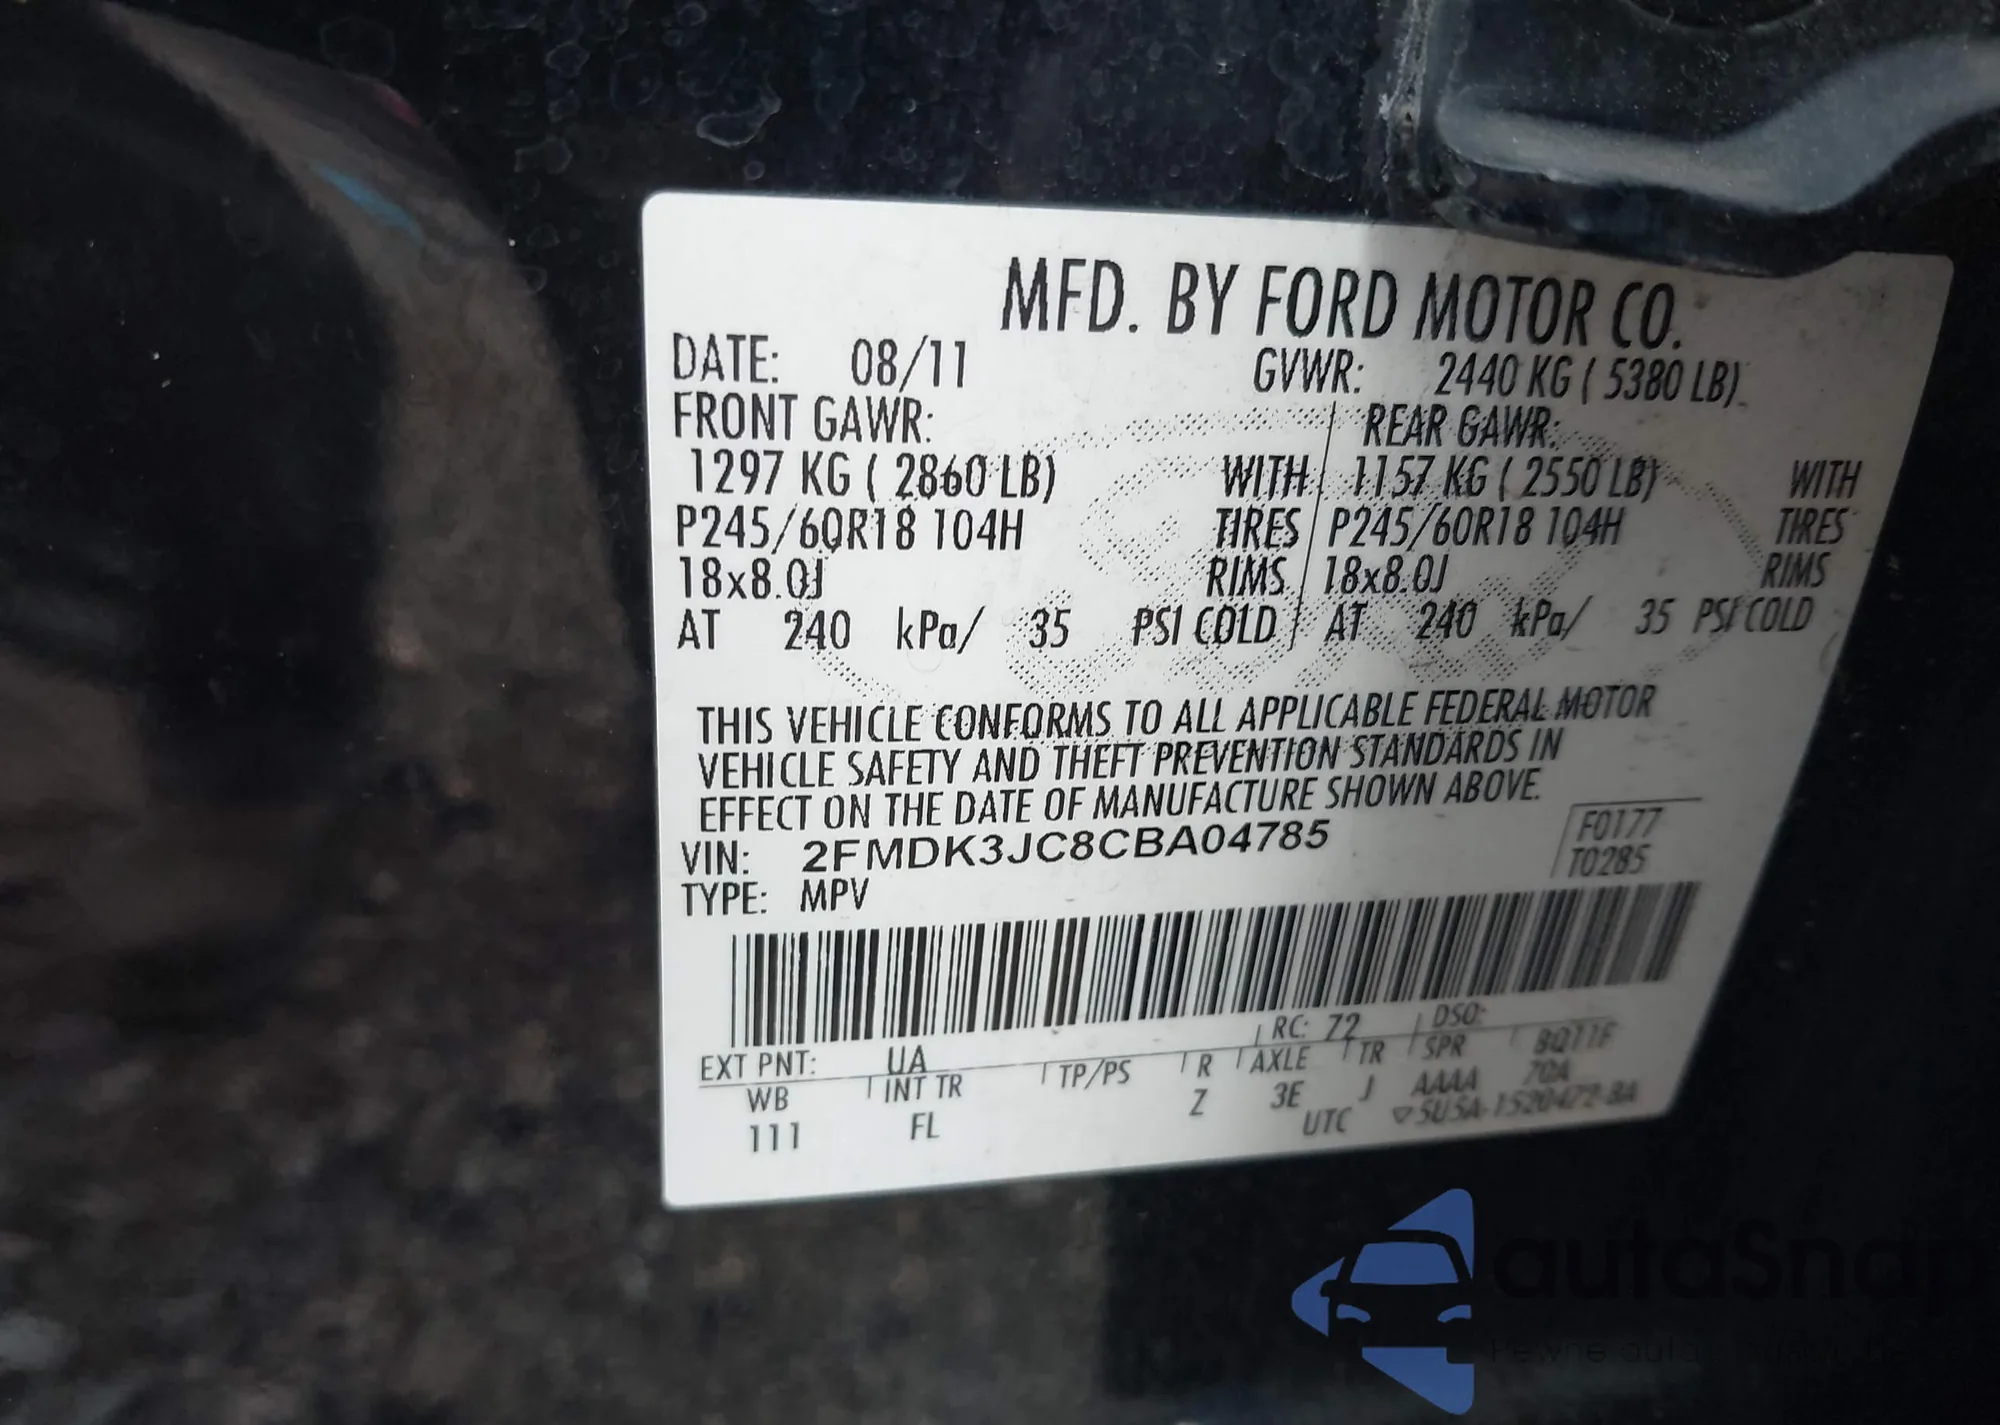 MFD. BY FORD MOTOR CO.
DATE: 08/11 GVWR: 2440 KG ( 5380 LB)
FRONT GAWR: REAR GAWR:
1297 KG ( 2860 LB) WITH 1157 KG ( 2550 LB) WITH
P245/60R18 104H TIRES P245/60R18 104H TIRES
18x8.0J RIMS 18x8.0J RIMS
AT 240 kPa/ 35 PSI COLD AT 240 kPa/ 35 PSI COLD
THIS VEHICLE CONFORMS TO ALL APPLICABLE FEDERAL MOTOR
VEHICLE SAFETY AND THEFT PREVENTION STANDARDS IN
EFFECT ON THE DATE OF MANUFACTURE SHOWN ABOVE.
VIN: 2FMDK3JC8CBA04785 F0177
TYPE: MPV T0285
RC: 72 DSO:
EXT PNT: UA
WB INT TR TP/PS R AXLE TR SPR
111 FL Z 3E J AAAA
UTC
autoSnap
Pewne auto